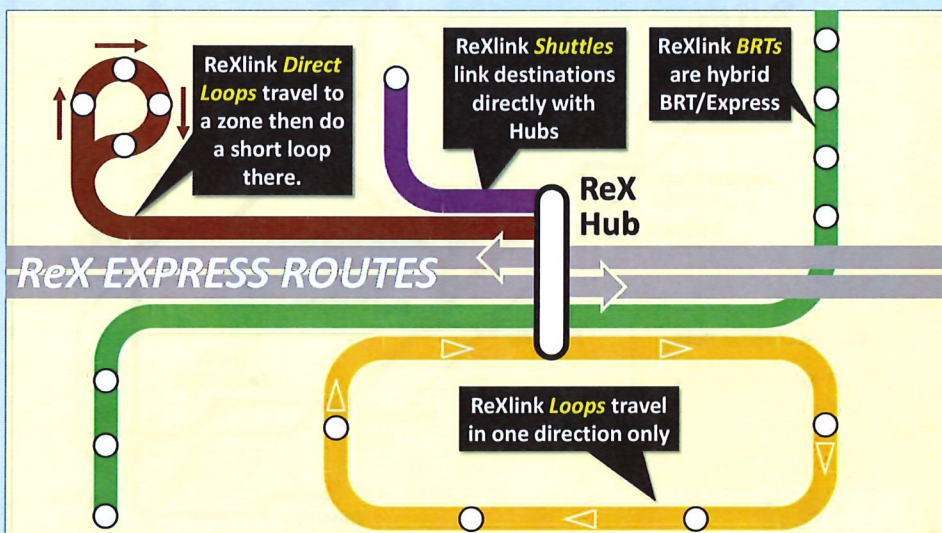 ReXlink Direct
Loops travel to
a zone then do
a short loop
there.
ReXlink Shuttles
link destinations
directly with
Hubs
ReXlink BRTs
are hybrid
BRT/Express
ReX
Hub
ReX EXPRESS ROUTES
ReXlink Loops travel
in one direction only